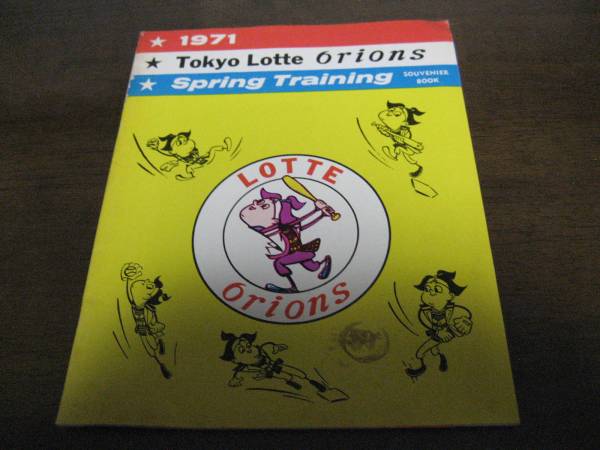 ★ 1971
★ Tokyo Lotte Orions
★ Spring Training SOUVENIER BOOK
LOTTE
Orions